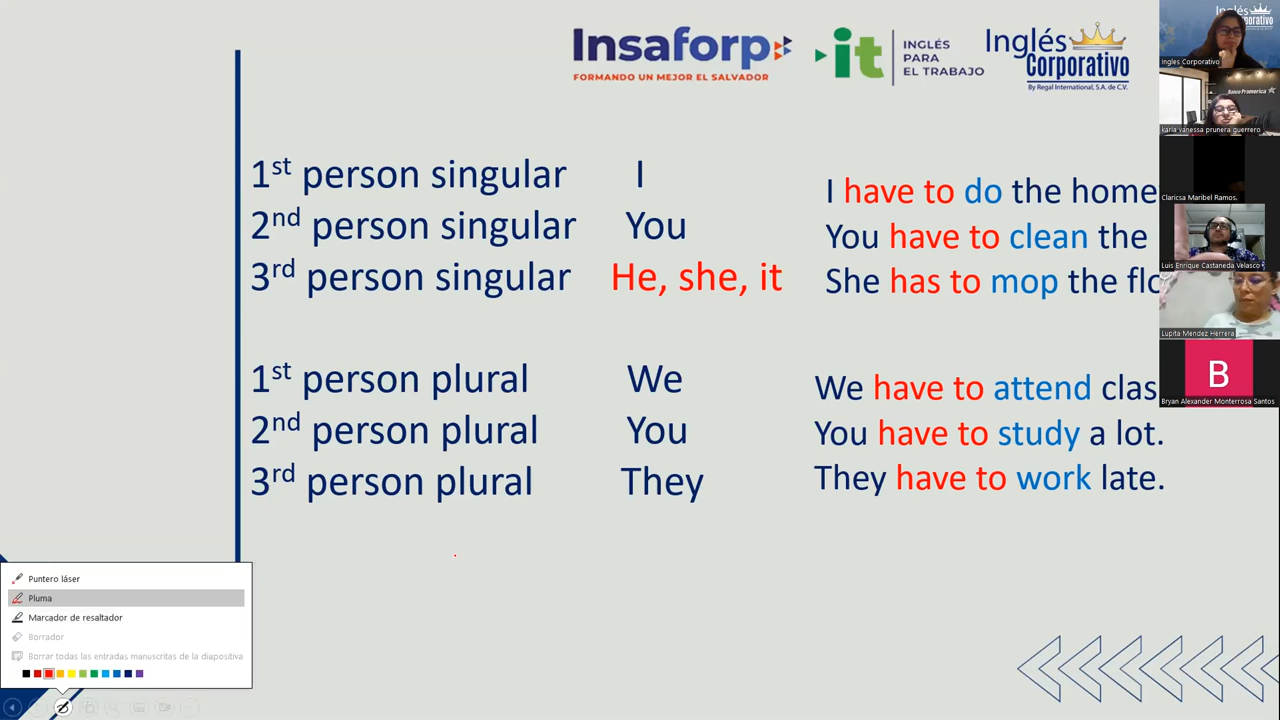 Insaforp
FORMANDO UN MEJOR EL SALVADOR
it
INGLÉS
PARA
EL TRABAJO
Inglés
Corporativo
By Regal International, S.A. de C.V.
1st person singular I
2nd person singular You
3rd person singular He, she, it
I have to do the home
You have to clean the
She has to mop the flo
1st person plural We
2nd person plural You
3rd person plural They
We have to attend clas
You have to study a lot.
They have to work late.
Puntero láser
Pluma
Marcador de resaltador
Borrador
Borrar todas las entradas manuscritas de la diapositiva
Ingles Corporativo
Banco Promerica
karla vanessa prunera guerrero
Claricsa Maribel Ramos.
Luis Enrique Castaneda Velasco
Lupita Mendez Herrera
B
Bryan Alexander Monterrosa Santos